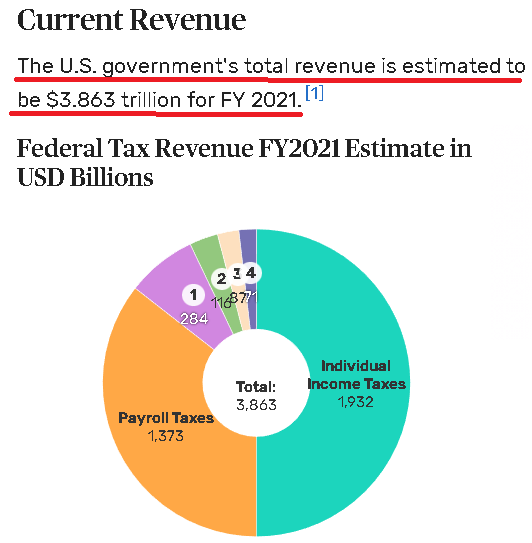 Current Revenue
The U.S. government's total revenue is estimated to
be $3.863 trillion for FY 2021. [1]
Federal Tax Revenue FY2021 Estimate in
USD Billions
1
284
2
116
3
87
4
71
Individual
Income Taxes
1,932
Total:
3,863
Payroll Taxes
1,373